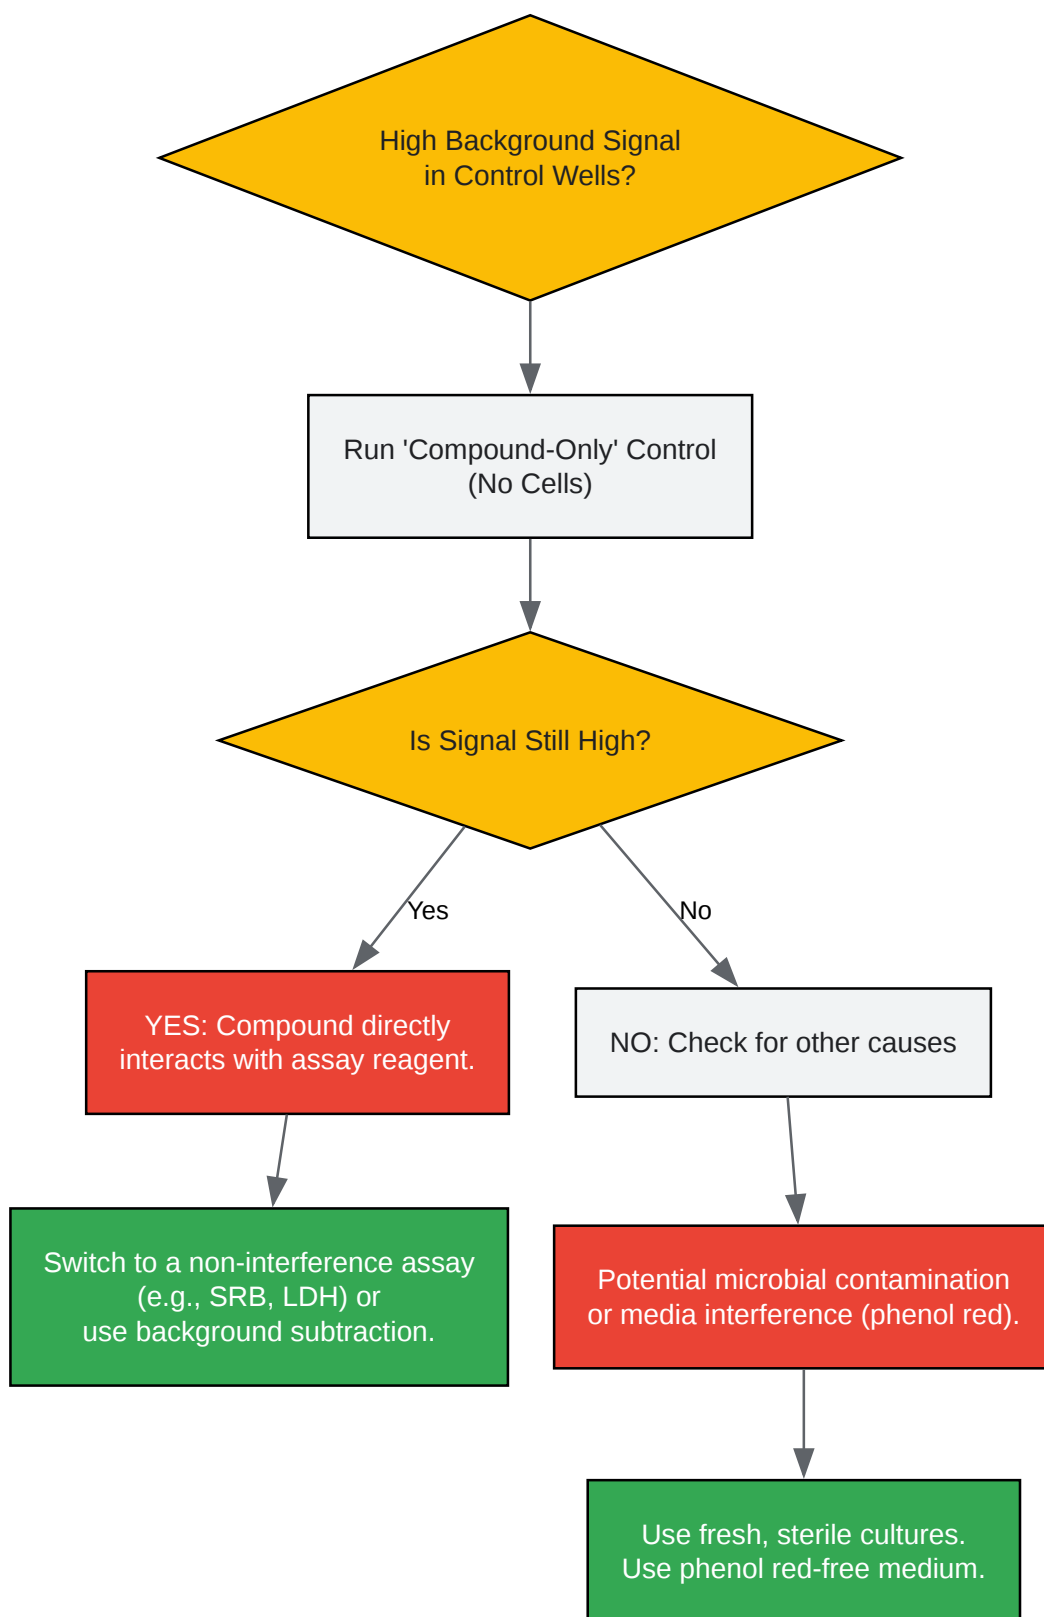 High Background Signal
in Control Wells?
Run 'Compound-Only' Control
(No Cells)
Is Signal Still High?
Yes
No
YES: Compound directly
interacts with assay reagent.
NO: Check for other causes
Switch to a non-interference assay
(e.g., SRB, LDH) or
use background subtraction.
Potential microbial contamination
or media interference (phenol red).
Use fresh, sterile cultures.
Use phenol red-free medium.